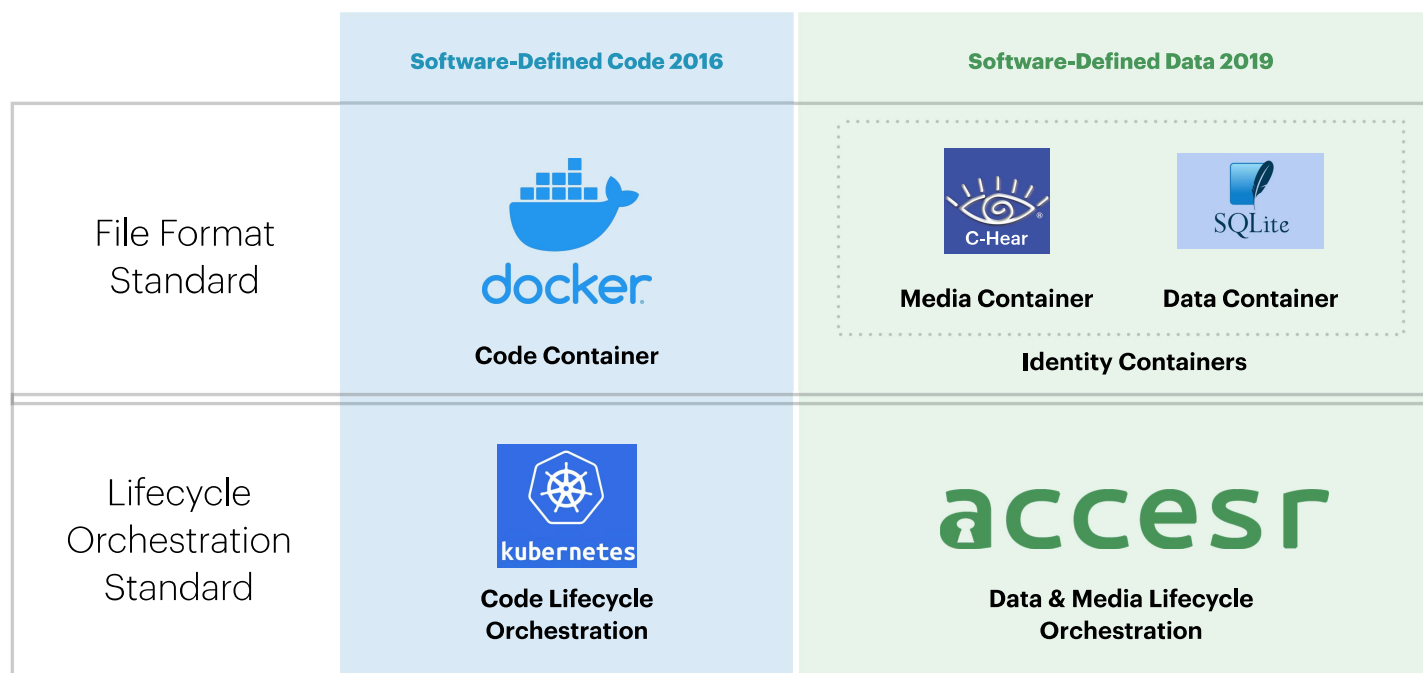 Software-Defined Code 2016
Software-Defined Data 2019
File Format
Standard
docker
Code Container
C-Hear
®
SQLite
Media Container
Data Container
Identity Containers
Lifecycle
Orchestration
Standard
kubernetes
Code Lifecycle
Orchestration
accesr
Data & Media Lifecycle
Orchestration